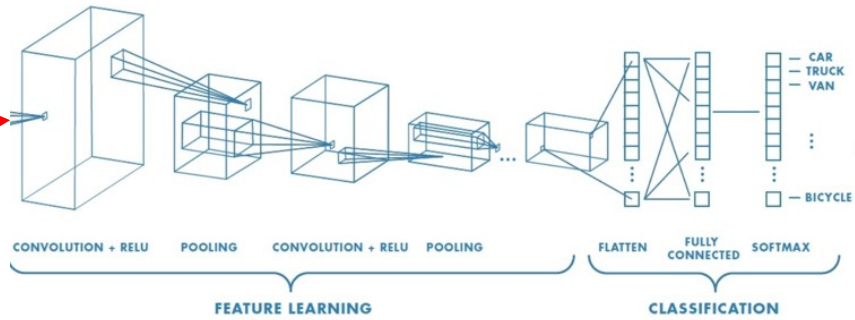 CAR
TRUCK
VAN
BICYCLE
CONVOLUTION + RELU POOLING CONVOLUTION + RELU POOLING FLATTEN FULLY CONNECTED SOFTMAX
FEATURE LEARNING CLASSIFICATION